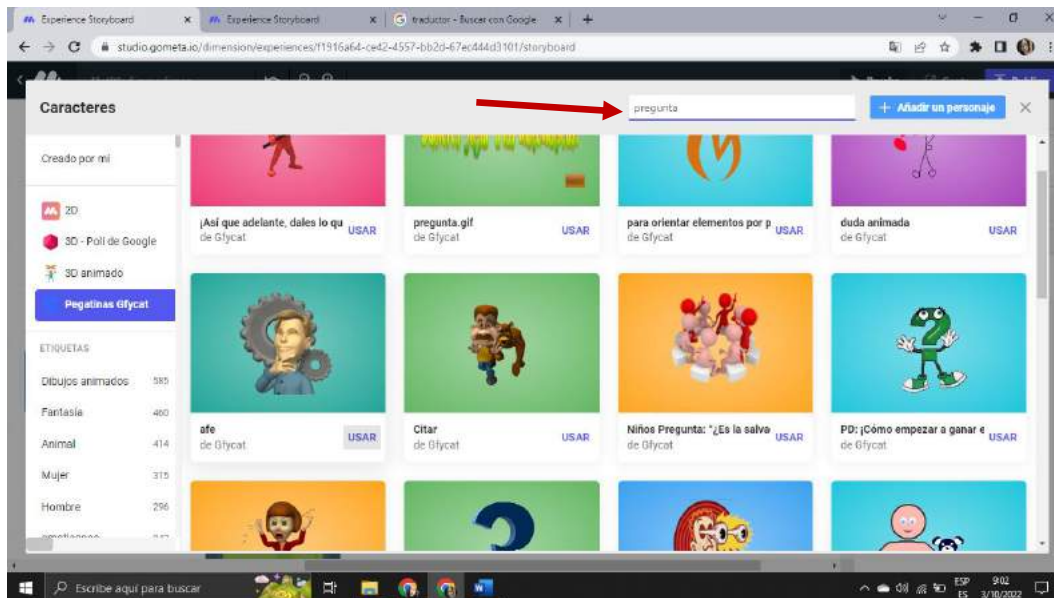 Experience Storyboard
Experience Storyboard
traductor - Buscar con Google
studio.gometa.io/dimension/experiences/f1916a64-ce42-4557-bb2d-67ec444d3101/storyboard
Caracteres
pregunta
+ Añadir un personaje
Creado por mí
2D
3D - Poli de Google
3D animado
Pegatinas Gfycat
ETIQUETAS
Dibujos animados 585
Fantasía 460
Animal 414
Mujer 315
Hombre 296
¡Así que adelante, dales lo qu
de Gfycat
USAR
pregunta.gif
de Gfycat
USAR
para orientar elementos por p
de Gfycat
USAR
duda animada
de Gfycat
USAR
afe
de Gfycat
USAR
Citar
de Gfycat
USAR
Niños Pregunta: "¿Es la salva
de Gfycat
USAR
PD: ¡Cómo empezar a ganar e
de Gfycat
USAR
Escribe aquí para buscar
ESP
ES
9:02
3/10/2022